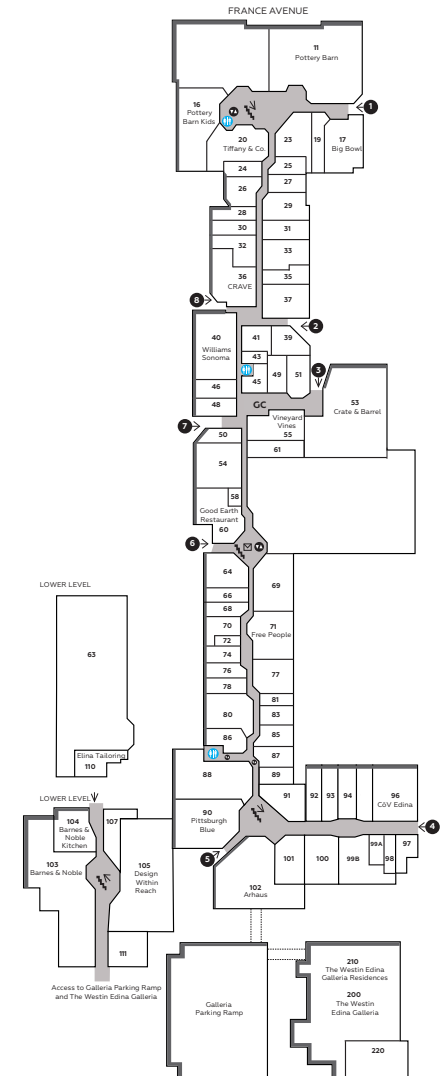 FRANCE AVENUE
11
Pottery Barn
1
16
Pottery
Barn Kids
20
Tiffany & Co.
23
19
17
Big Bowl
24
25
26
27
28
29
30
31
32
33
36
CRAVE
35
37
8
2
40
Williams
Sonoma
41
39
43
3
45
49
51
46
48
GC
53
Crate & Barrel
Vineyard
Vines
55
7
50
61
54
58
Good Earth
Restaurant
60
6
64
69
LOWER LEVEL
66
68
70
71
Free People
72
63
74
76
77
78
81
80
83
86
85
Elina Tailoring
110
87
88
89
LOWER LEVEL
91
92
93
94
96
CōV Edina
90
Pittsburgh
Blue
104
Barnes &
Noble
Kitchen
107
4
5
99A
97
103
Barnes & Noble
105
Design
Within
Reach
101
100
99B
98
102
Arhaus
111
Access to Galleria Parking Ramp
and The Westin Edina Galleria
210
The Westin Edina
Galleria Residences
200
The Westin
Edina Galleria
Galleria
Parking Ramp
220